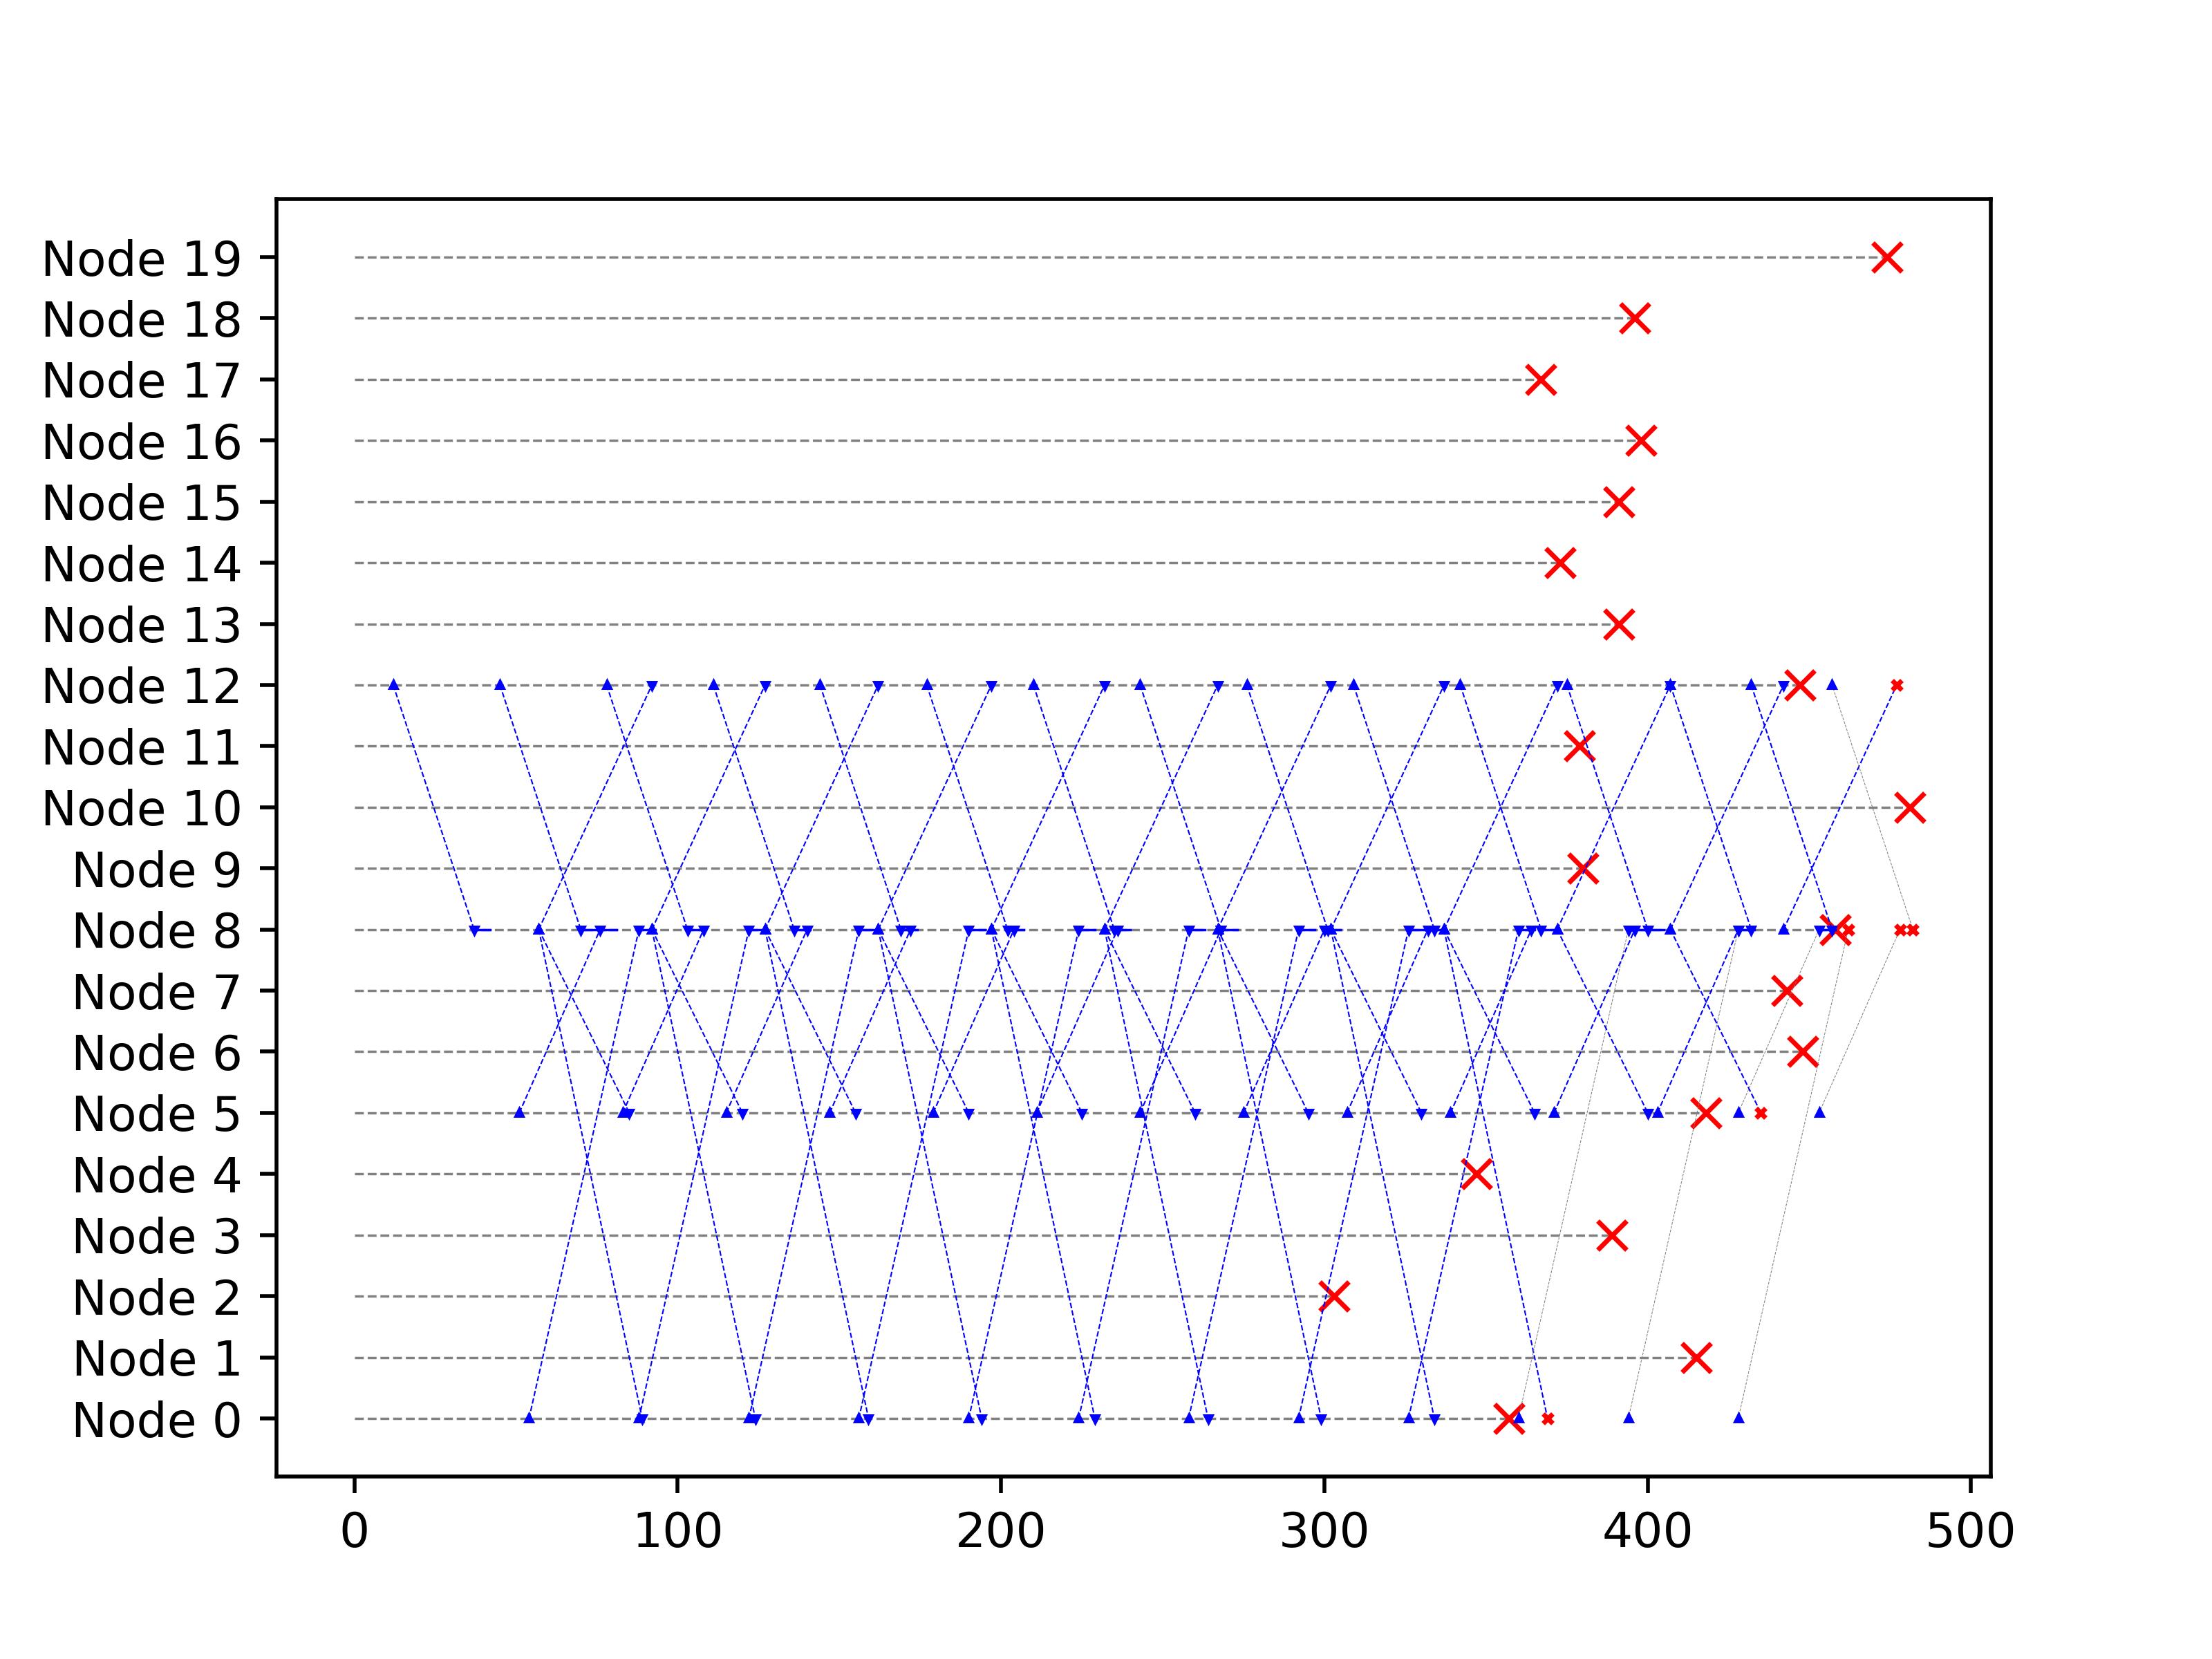 Node 19
Node 18
Node 17
Node 16
Node 15
Node 14
Node 13
Node 12
Node 11
Node 10
Node 9
Node 8
Node 7
Node 6
Node 5
Node 4
Node 3
Node 2
Node 1
Node 0
0 100 200 300 400 500